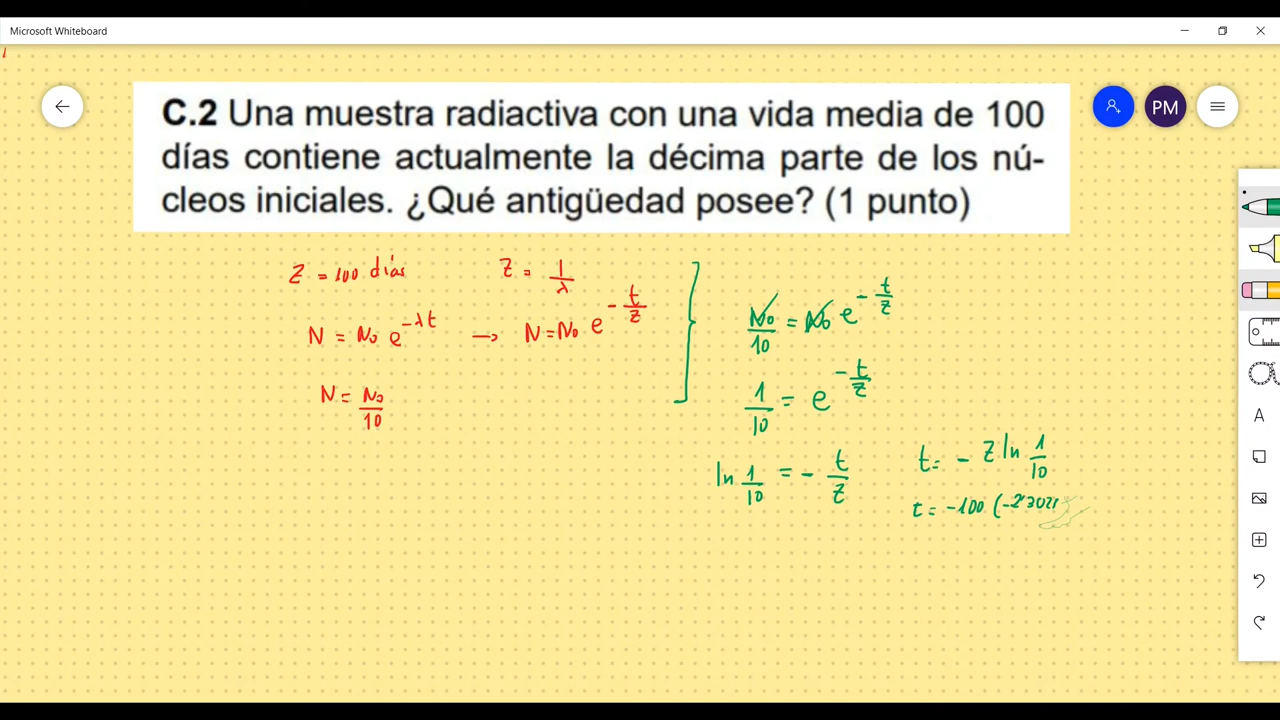 Microsoft Whiteboard
PM
C.2 Una muestra radiactiva con una vida media de 100
días contiene actualmente la décima parte de los nú-
cleos iniciales. ¿Qué antigüedad posee? (1 punto)
Z = 100 días
Z = 1/λ
N = N₀ e^(-λt) → N = N₀ e^(-t/Z)
N = N₀/10
N₀/10 = N₀ e^(-t/Z)
1/10 = e^(-t/Z)
ln 1/10 = - t/Z
t = - Z ln 1/10
t = -100 (-2'302
A